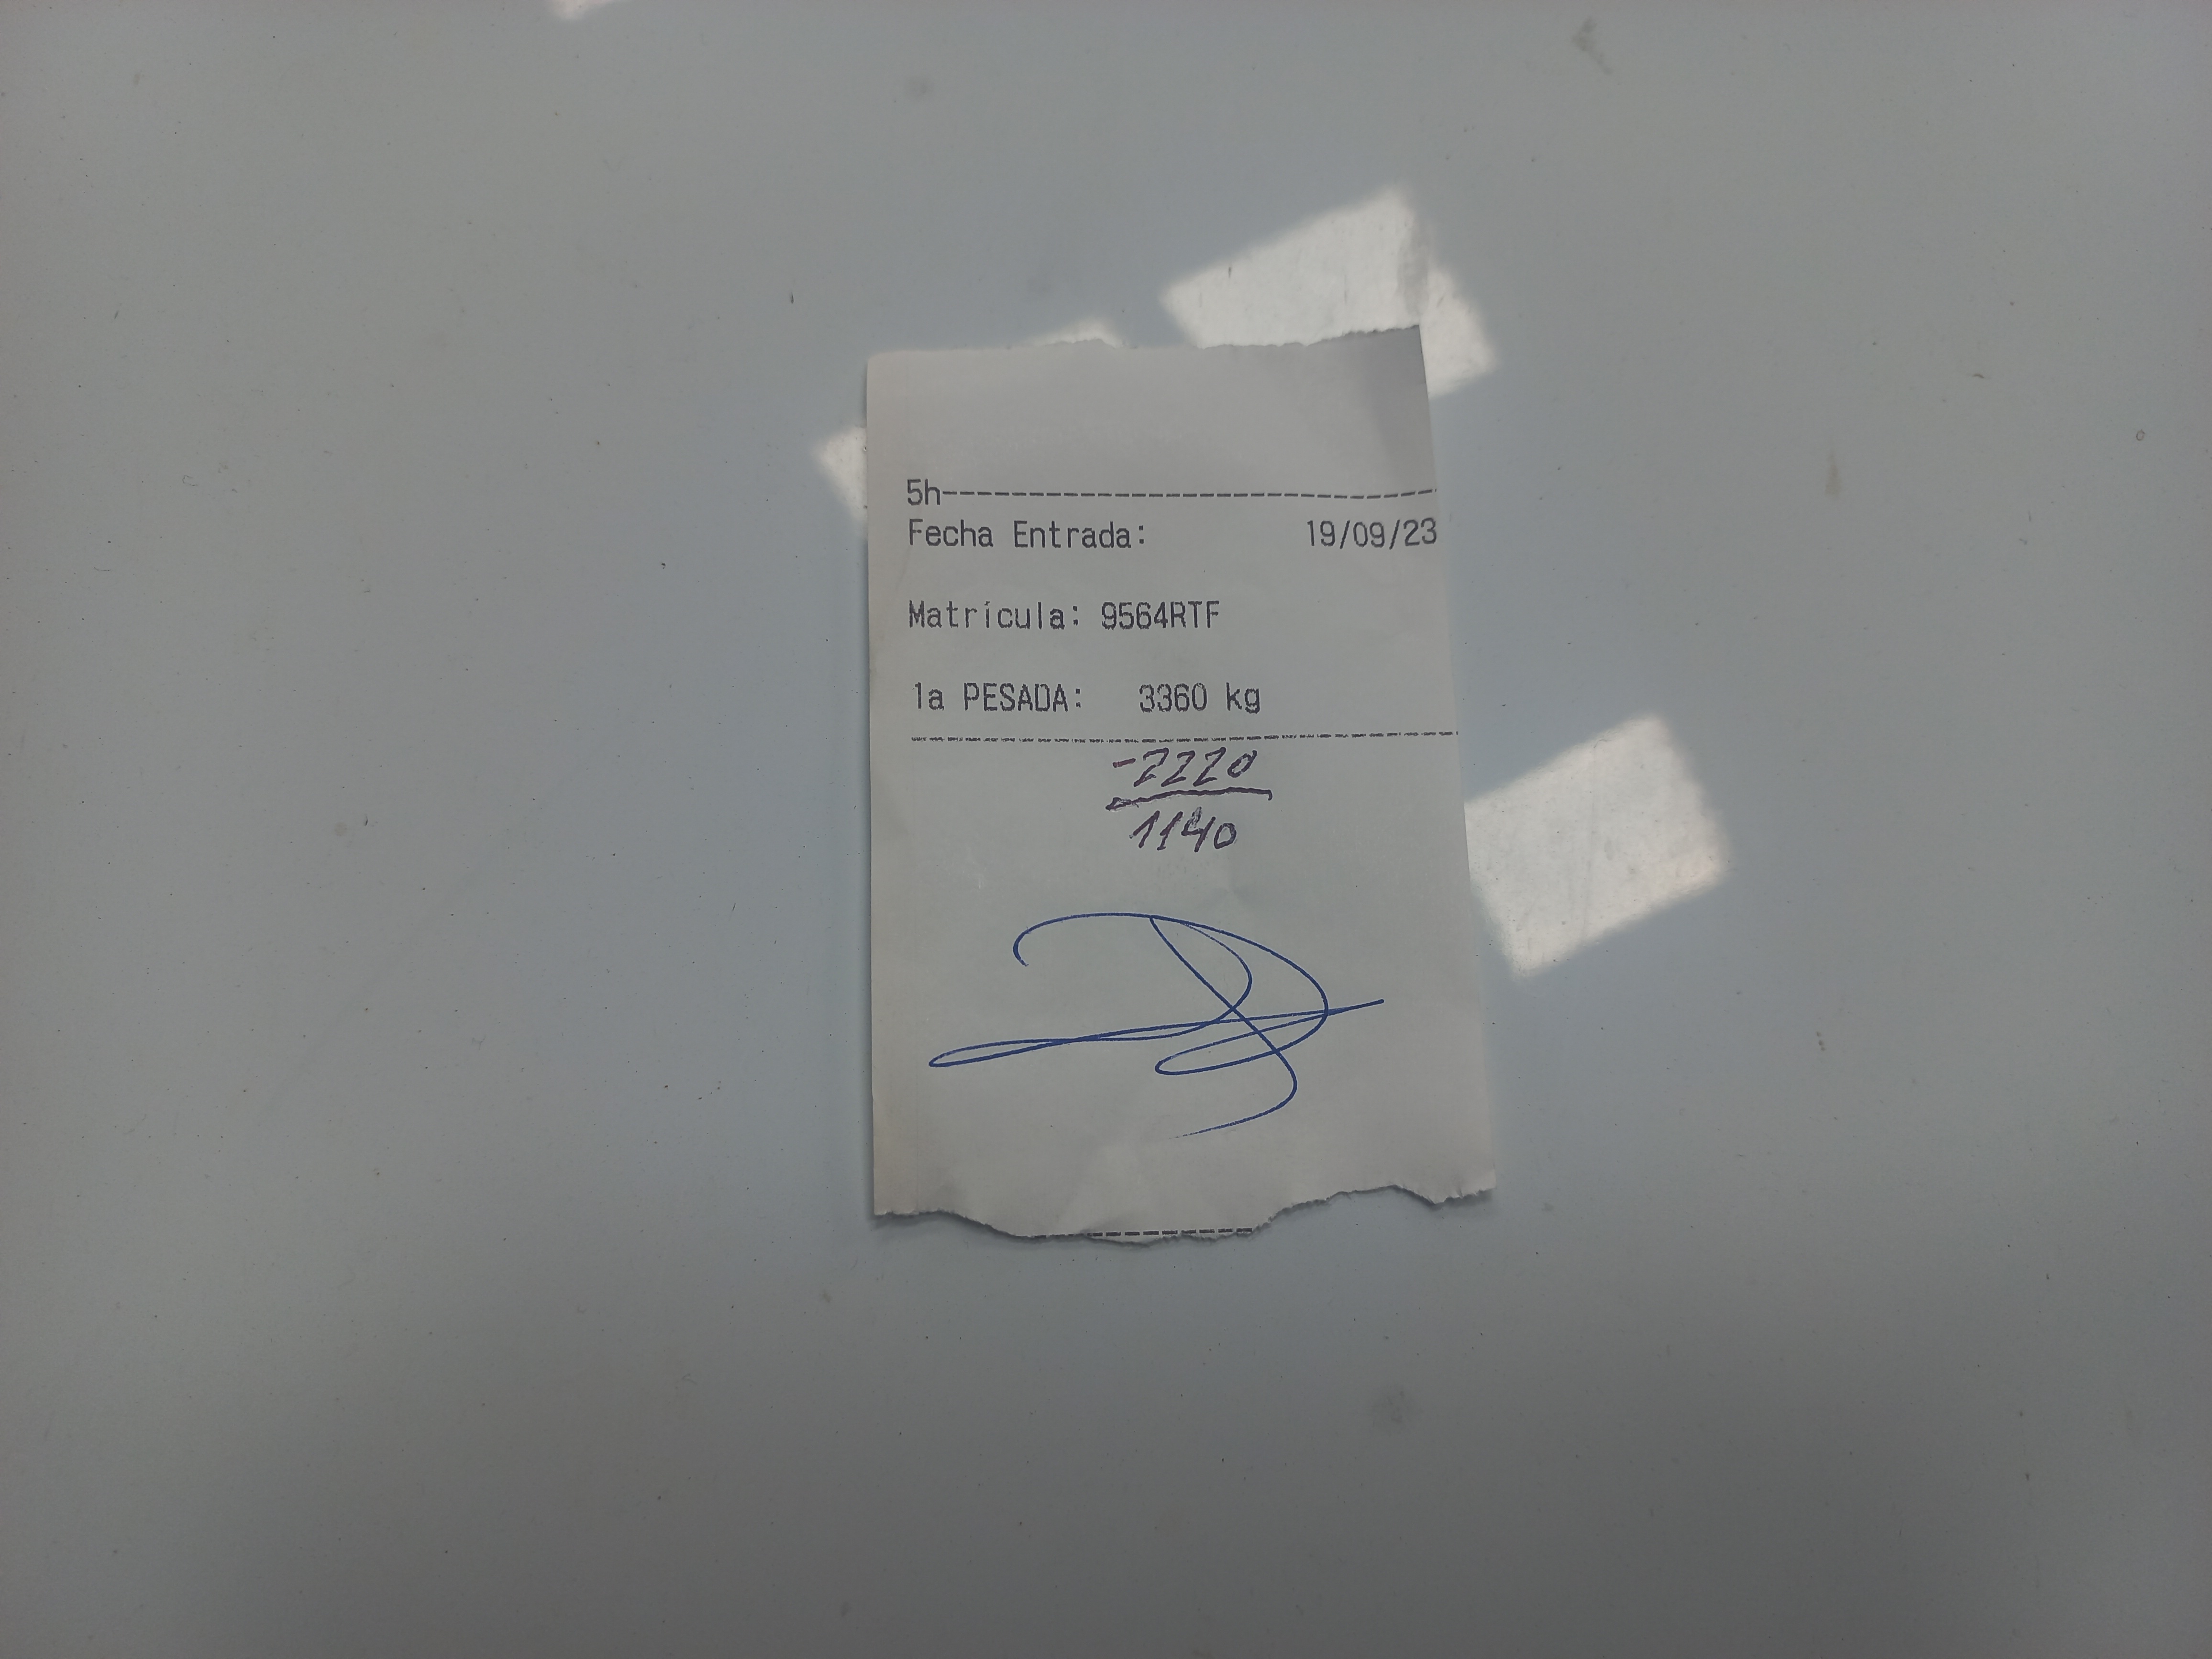 5h-----------------------------
Fecha Entrada: 19/09/23
Matrícula: 9564RTF
1a PESADA: 3360 kg
-2220
1140